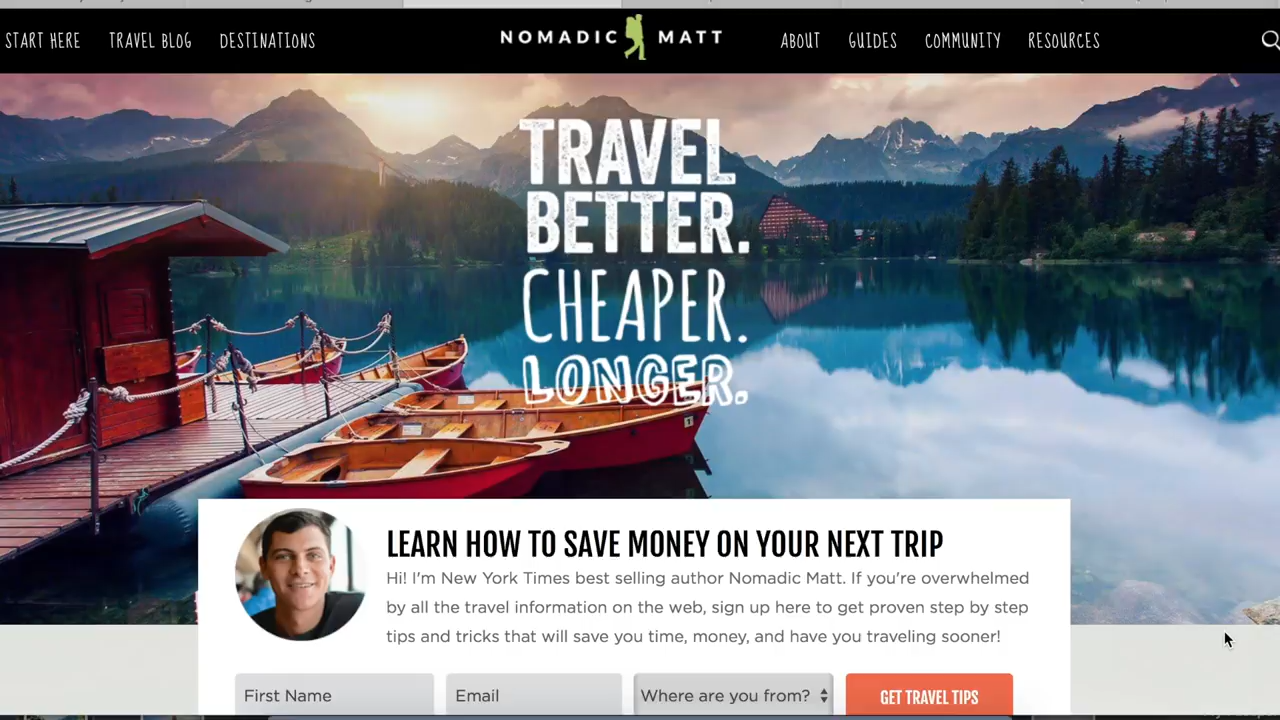 START HERE TRAVEL BLOG DESTINATIONS NOMADIC MATT ABOUT GUIDES COMMUNITY RESOURCES
TRAVEL
BETTER.
CHEAPER.
LONGER.
1
LEARN HOW TO SAVE MONEY ON YOUR NEXT TRIP
Hi! I'm New York Times best selling author Nomadic Matt. If you're overwhelmed
by all the travel information on the web, sign up here to get proven step by step
tips and tricks that will save you time, money, and have you traveling sooner!
First Name Email Where are you from? GET TRAVEL TIPS